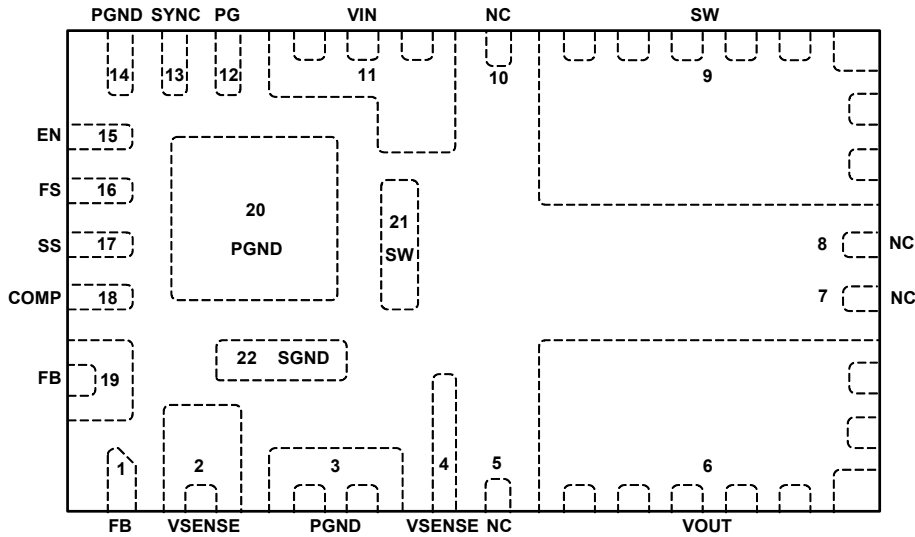 PGND SYNC PG VIN NC SW
14 13 12 11 10 9
EN 15
FS 16
20
PGND
21
SW
SS 17
8 NC
COMP 18
7 NC
22 SGND
FB 19
1 2 3 4 5 6
FB VSENSE PGND VSENSE NC VOUT